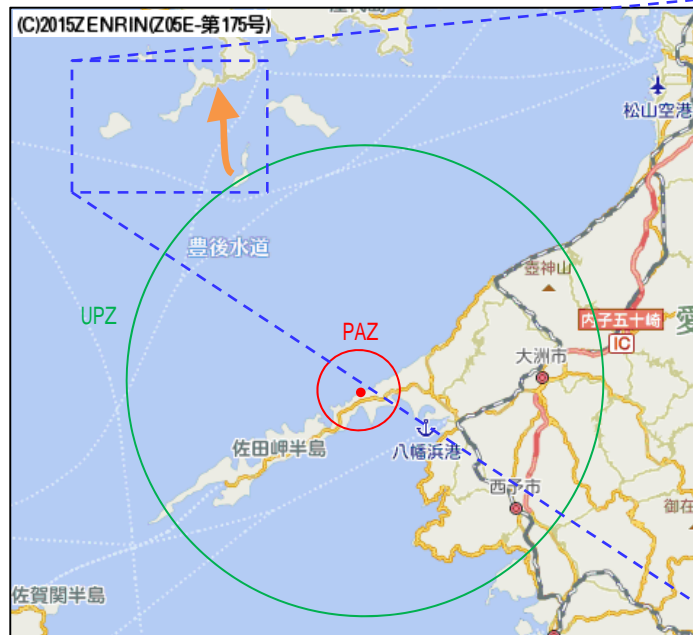 (C)2015ZENRIN(Z05E-第175号)
松山空港
豊後水道
壺神山
UPZ
内子五十崎
IC
愛
PAZ
大洲市
佐田岬半島
八幡浜港
西予市
御在
佐賀関半島